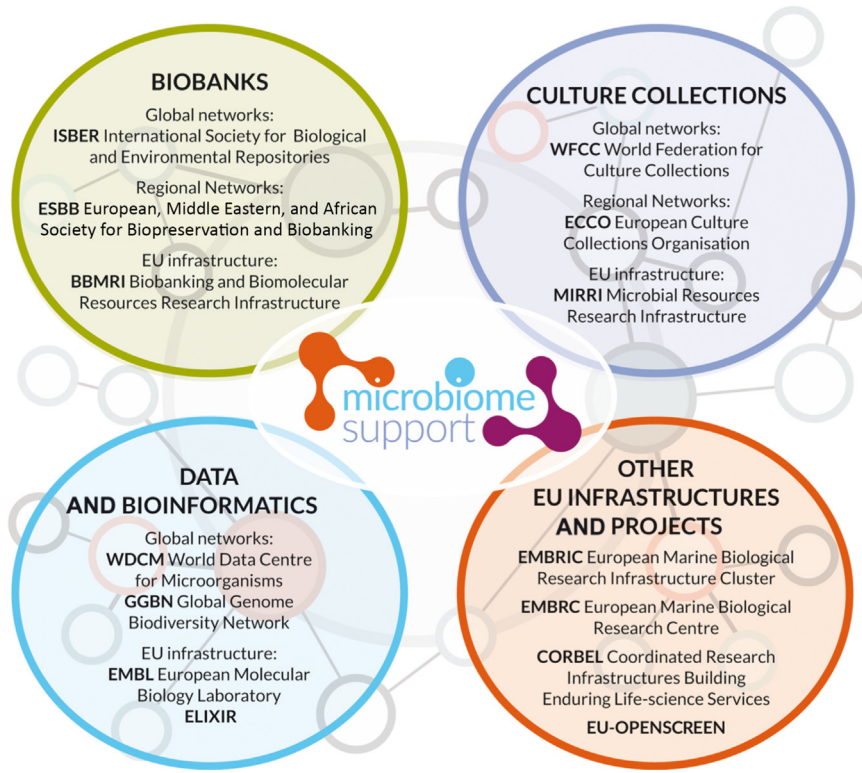 BIOBANKS
Global networks:
ISBER International Society for Biological
and Environmental Repositories
Regional Networks:
ESBB European, Middle Eastern, and African
Society for Biopreservation and Biobanking
EU infrastructure:
BBMRI Biobanking and Biomolecular
Resources Research Infrastructure
CULTURE COLLECTIONS
Global networks:
WFCC World Federation for
Culture Collections
Regional Networks:
ECCO European Culture
Collections Organisation
EU infrastructure:
MIRRI Microbial Resources
Research Infrastructure
microbiome
support
DATA
AND BIOINFORMATICS
Global networks:
WDCM World Data Centre
for Microorganisms
GGBN Global Genome
Biodiversity Network
EU infrastructure:
EMBL European Molecular
Biology Laboratory
ELIXIR
OTHER
EU INFRASTRUCTURES
AND PROJECTS
EMBRIC European Marine Biological
Research Infrastructure Cluster
EMBRC European Marine Biological
Research Centre
CORBEL Coordinated Research
Infrastructures Building
Enduring Life-science Services
EU-OPENSCREEN